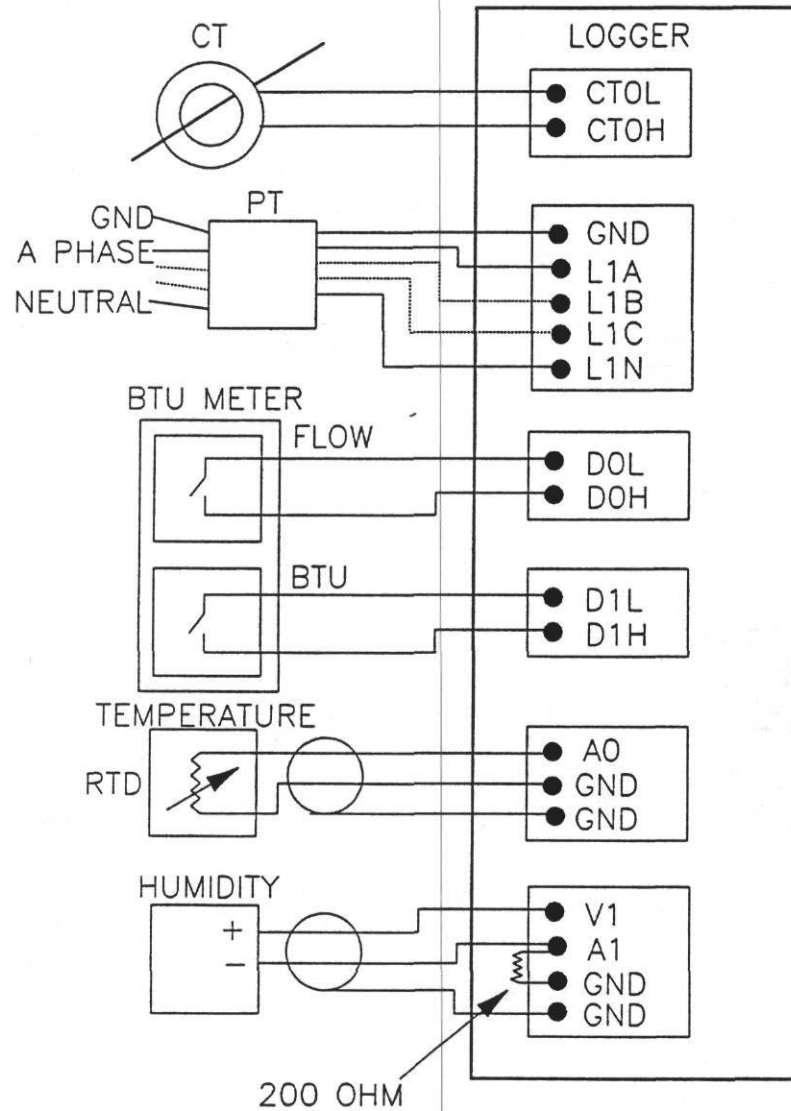 CT
LOGGER
CT0L
CT0H
PT
GND
A PHASE
NEUTRAL
GND
L1A
L1B
L1C
L1N
BTU METER
FLOW
D0L
D0H
BTU
D1L
D1H
TEMPERATURE
RTD
A0
GND
GND
HUMIDITY
+
−
V1
A1
GND
GND
200 OHM